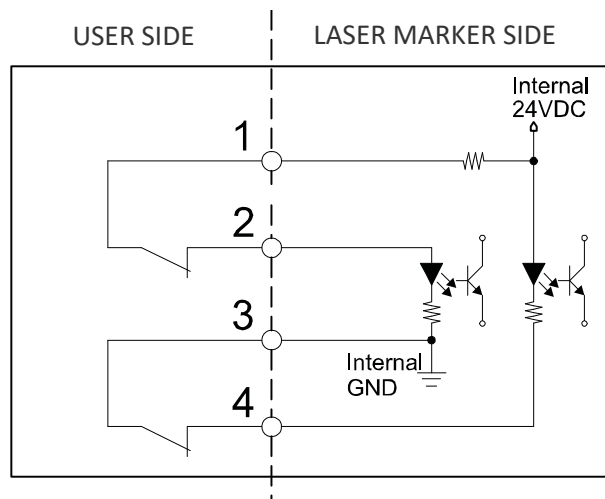 USER SIDE
LASER MARKER SIDE
Internal
24VDC
1
2
3
Internal
GND
4